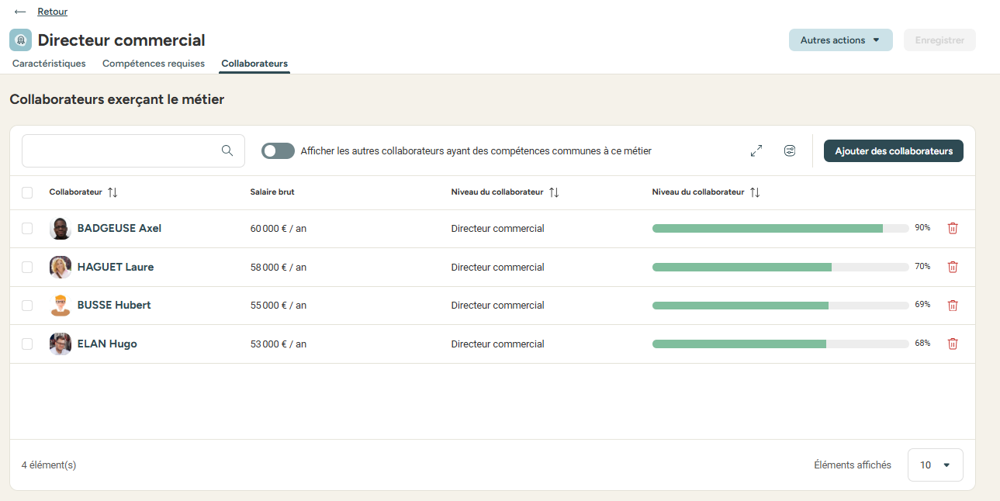 Retour
Directeur commercial
Autres actions
Enregistrer
Caractéristiques Compétences requises Collaborateurs
Collaborateurs exerçant le métier
Afficher les autres collaborateurs ayant des compétences communes à ce métier
Ajouter des collaborateurs
Collaborateur Salaire brut Niveau du collaborateur Niveau du collaborateur
BADGEUSE Axel 60 000 € / an Directeur commercial 90%
HAGUET Laure 58 000 € / an Directeur commercial 70%
BUSSE Hubert 55 000 € / an Directeur commercial 69%
ELAN Hugo 53 000 € / an Directeur commercial 68%
4 élément(s) Éléments affichés 10